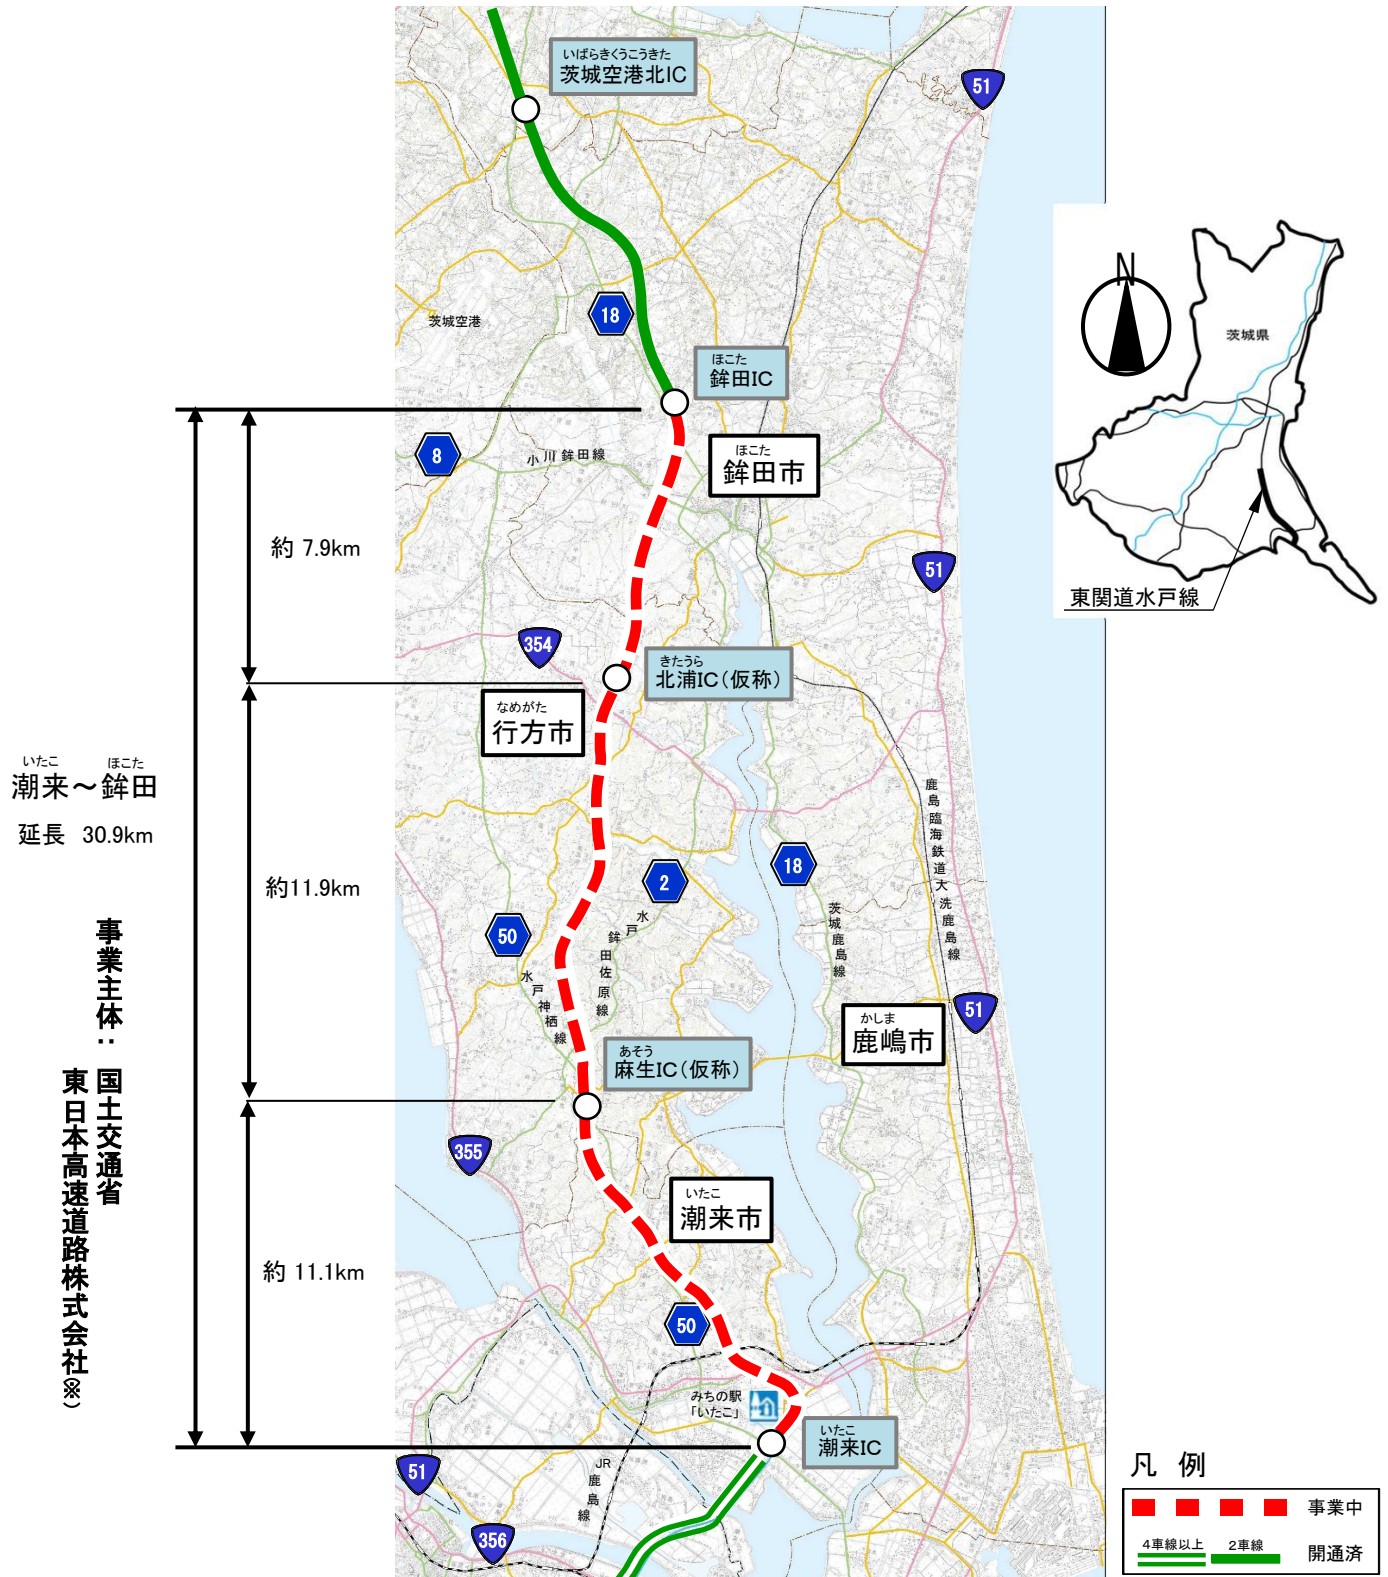 いばらきくうこうきた
茨城空港北IC
51
N
茨城県
東関道水戸線
茨城空港
18
ほこた
鉾田IC
8
小川鉾田線
ほこた
鉾田市
約 7.9km
51
354
きたうら
北浦IC(仮称)
なめがた
行方市
いたこ ほこた
潮来～鉾田
延長 30.9km
約11.9km
鹿島臨海鉄道大洗鹿島線
2
18
50
水戸鉾田佐原線
茨城鹿島線
水戸神栖線
事業主体：国土交通省
東日本高速道路株式会社※)
かしま
鹿嶋市
51
あそう
麻生IC(仮称)
355
いたこ
潮来市
約 11.1km
50
みちの駅
「いたこ」
いたこ
潮来IC
JR鹿島線
51
356
凡 例
事業中
4車線以上 2車線 開通済